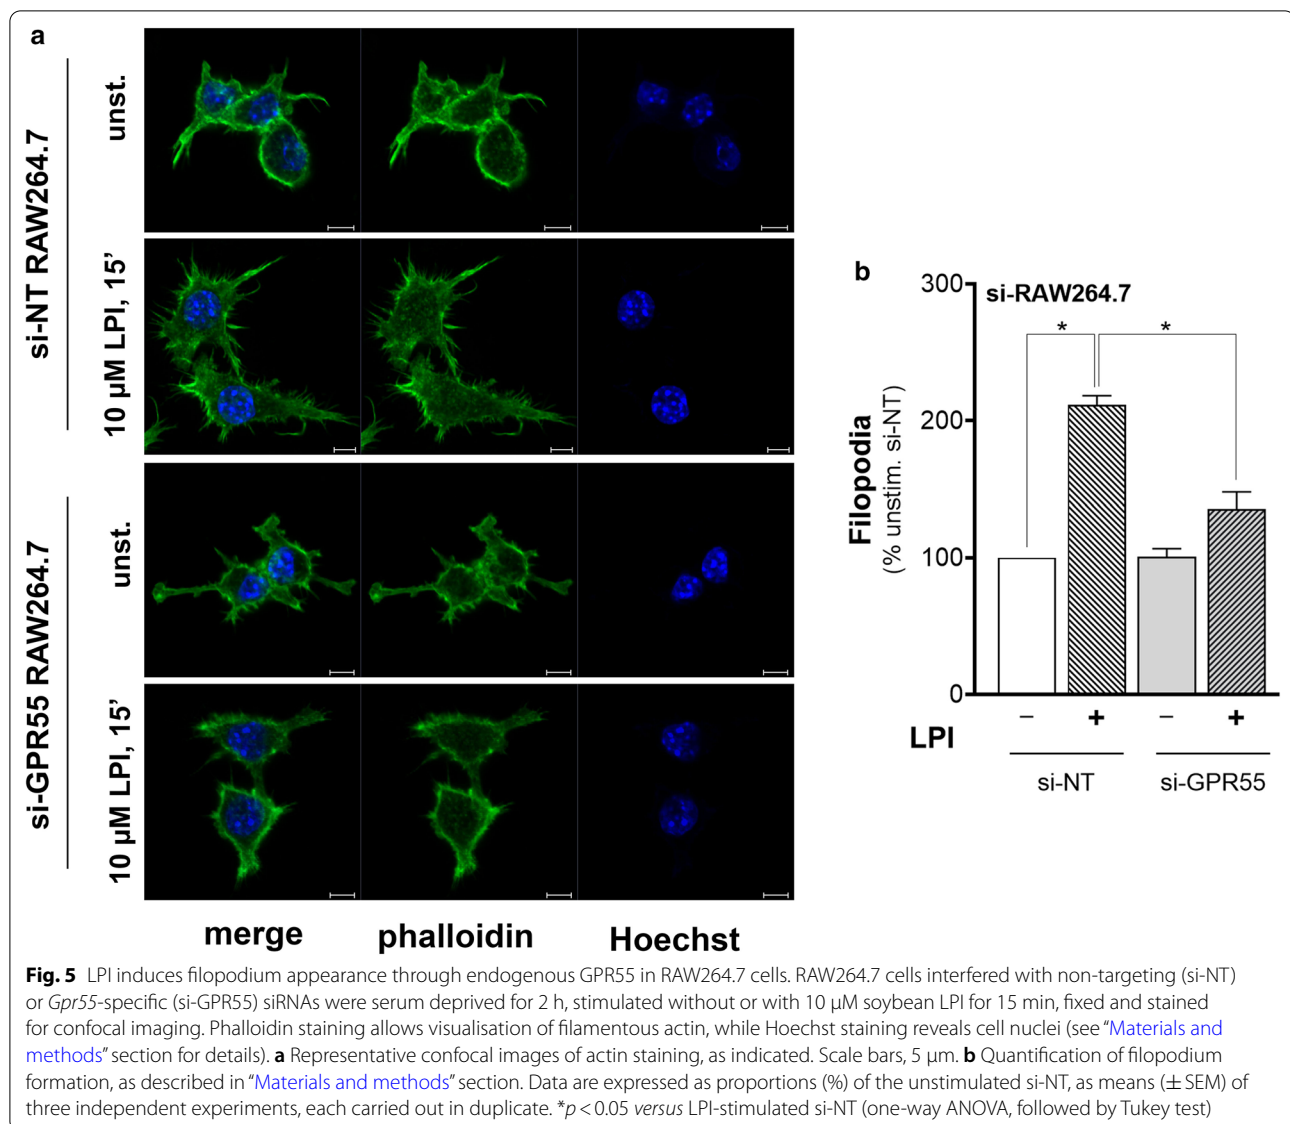 a
si-NT RAW264.7
unst.
10 µM LPI, 15’
si-GPR55 RAW264.7
unst.
10 µM LPI, 15’
merge phalloidin Hoechst
b
si-RAW264.7
* *
Filopodia
(% unstim. si-NT)
300
200
100
0
LPI − + − +
si-NT si-GPR55
Fig. 5 LPI induces filopodium appearance through endogenous GPR55 in RAW264.7 cells. RAW264.7 cells interfered with non-targeting (si-NT)
or Gpr55-specific (si-GPR55) siRNAs were serum deprived for 2 h, stimulated without or with 10 µM soybean LPI for 15 min, fixed and stained
for confocal imaging. Phalloidin staining allows visualisation of filamentous actin, while Hoechst staining reveals cell nuclei (see “Materials and
methods” section for details). a Representative confocal images of actin staining, as indicated. Scale bars, 5 µm. b Quantification of filopodium
formation, as described in “Materials and methods” section. Data are expressed as proportions (%) of the unstimulated si-NT, as means (± SEM) of
three independent experiments, each carried out in duplicate. *p < 0.05 versus LPI-stimulated si-NT (one-way ANOVA, followed by Tukey test)